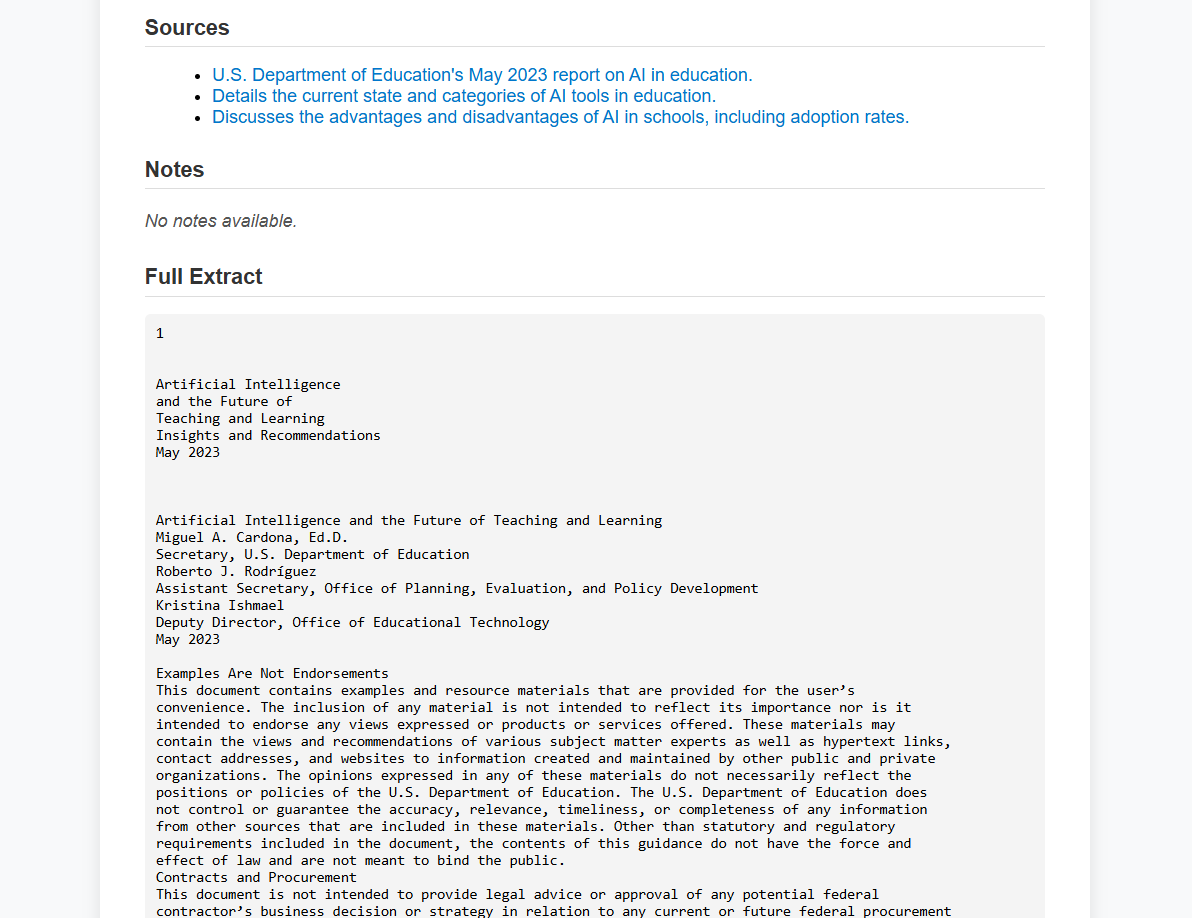 Sources
U.S. Department of Education's May 2023 report on AI in education.
Details the current state and categories of AI tools in education.
Discusses the advantages and disadvantages of AI in schools, including adoption rates.
Notes
No notes available.
Full Extract
1
Artificial Intelligence
and the Future of
Teaching and Learning
Insights and Recommendations
May 2023
Artificial Intelligence and the Future of Teaching and Learning
Miguel A. Cardona, Ed.D.
Secretary, U.S. Department of Education
Roberto J. Rodríguez
Assistant Secretary, Office of Planning, Evaluation, and Policy Development
Kristina Ishmael
Deputy Director, Office of Educational Technology
May 2023
Examples Are Not Endorsements
This document contains examples and resource materials that are provided for the user’s
convenience. The inclusion of any material is not intended to reflect its importance nor is it
intended to endorse any views expressed or products or services offered. These materials may
contain the views and recommendations of various subject matter experts as well as hypertext links,
contact addresses, and websites to information created and maintained by other public and private
organizations. The opinions expressed in any of these materials do not necessarily reflect the
positions or policies of the U.S. Department of Education. The U.S. Department of Education does
not control or guarantee the accuracy, relevance, timeliness, or completeness of any information
from other sources that are included in these materials. Other than statutory and regulatory
requirements included in the document, the contents of this guidance do not have the force and
effect of law and are not meant to bind the public.
Contracts and Procurement
This document is not intended to provide legal advice or approval of any potential federal
contractor’s business decision or strategy in relation to any current or future federal procurement